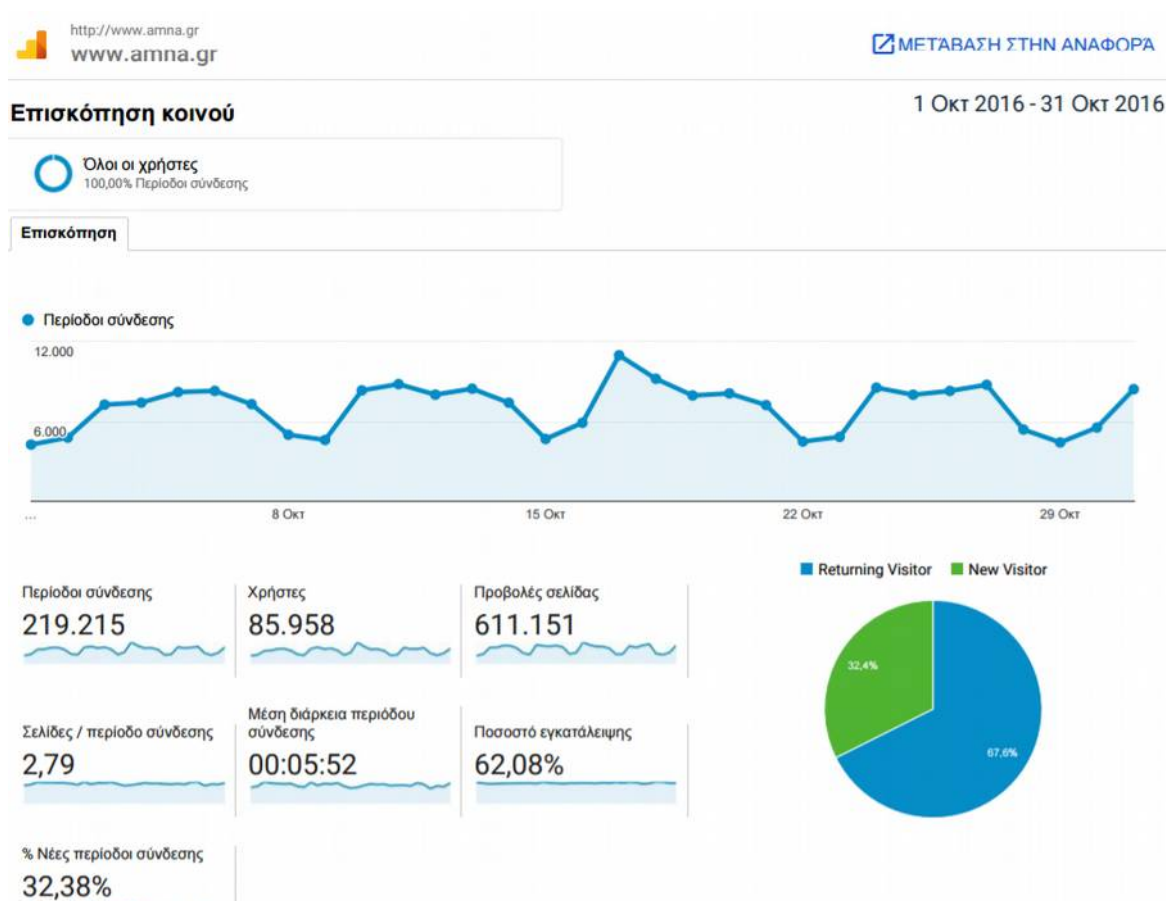 http://www.amna.gr
www.amna.gr
ΜΕΤΆΒΑΣΗ ΣΤΗΝ ΑΝΑΦΟΡΆ
Επισκόπηση κοινού
1 Οκτ 2016 - 31 Οκτ 2016
Όλοι οι χρήστες
100,00% Περίοδοι σύνδεσης
Επισκόπηση
Περίοδοι σύνδεσης
12.000
6.000
...
8 Οκτ
15 Οκτ
22 Οκτ
29 Οκτ
Returning Visitor
New Visitor
Περίοδοι σύνδεσης
219.215
Χρήστες
85.958
Προβολές σελίδας
611.151
32,4%
67,6%
Σελίδες / περίοδο σύνδεσης
2,79
Μέση διάρκεια περιόδου
σύνδεσης
00:05:52
Ποσοστό εγκατάλειψης
62,08%
% Νέες περίοδοι σύνδεσης
32,38%